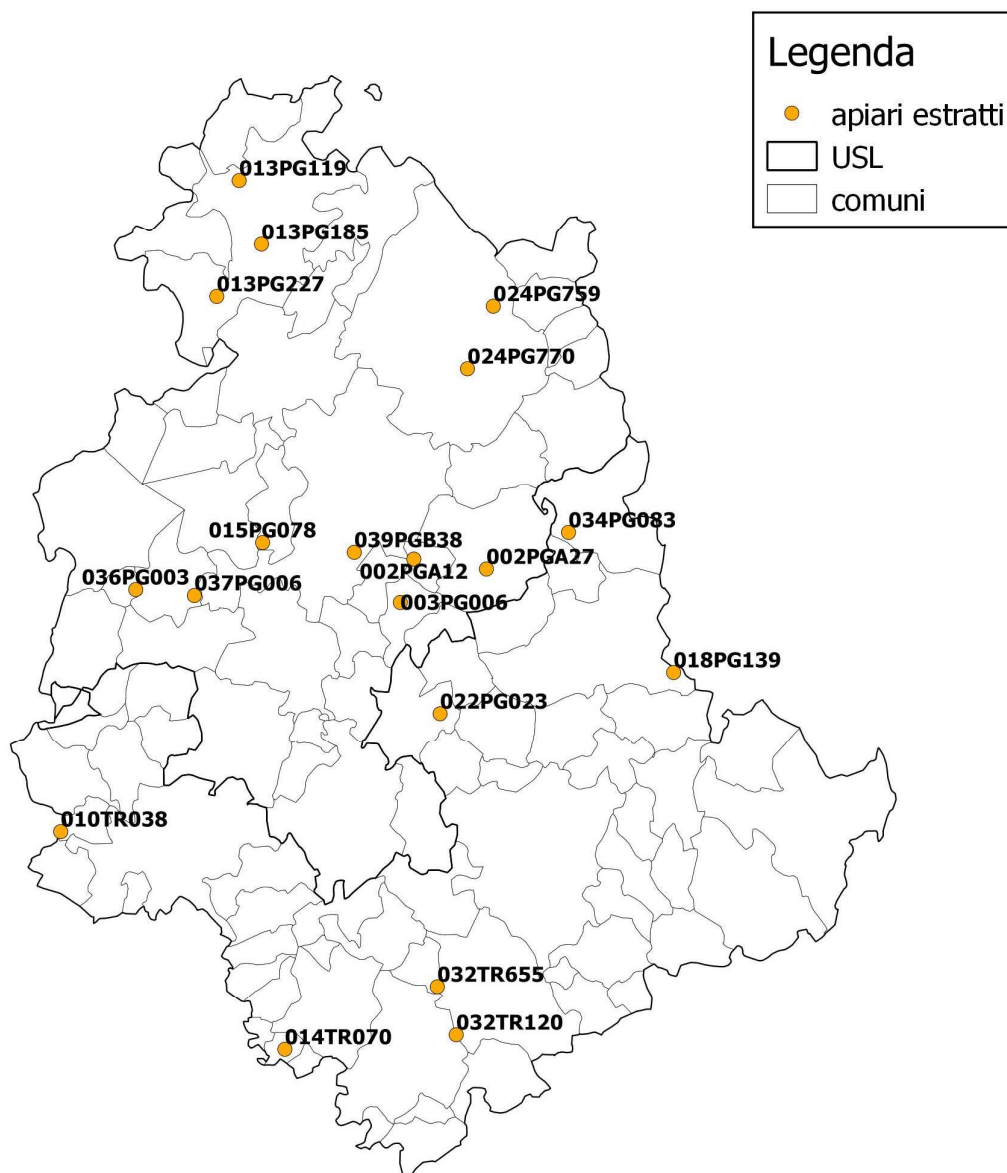 Legenda
apiari estratti
USL
comuni
013PG119
013PG185
013PG227
024PG759
024PG770
015PG078
039PGB38
034PG083
002PGA12
002PGA27
036PG003
037PG006
003PG006
018PG139
022PG023
010TR038
032TR655
032TR120
014TR070